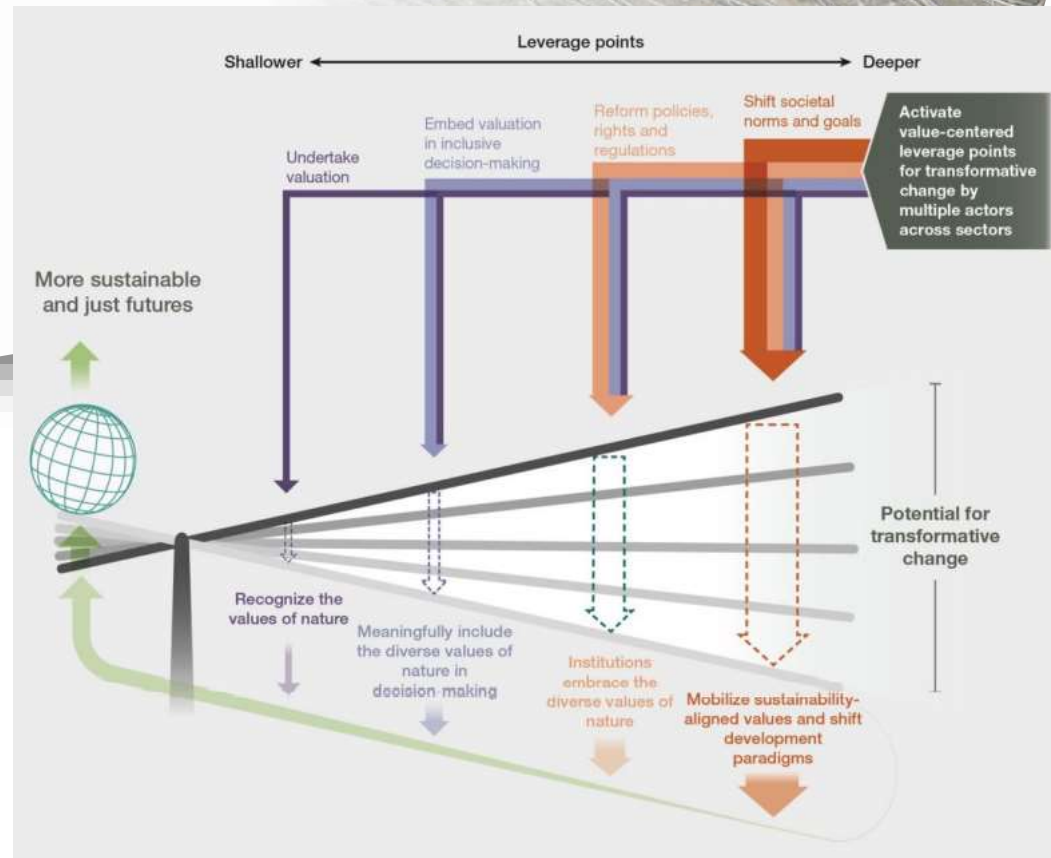 Leverage points
Shallower
Deeper
Undertake
valuation
Embed valuation
in inclusive
decision-making
Reform policies,
rights and
regulations
Shift societal
norms and goals
Activate
value-centered
leverage points
for transformative
change by
multiple actors
across sectors
More sustainable
and just futures
Potential for
transformative
change
Recognize the
values of nature
Meaningfully include
the diverse values of
nature in
decision-making
Institutions
embrace the
diverse values of
nature
Mobilize sustainability-
aligned values and shift
development
paradigms